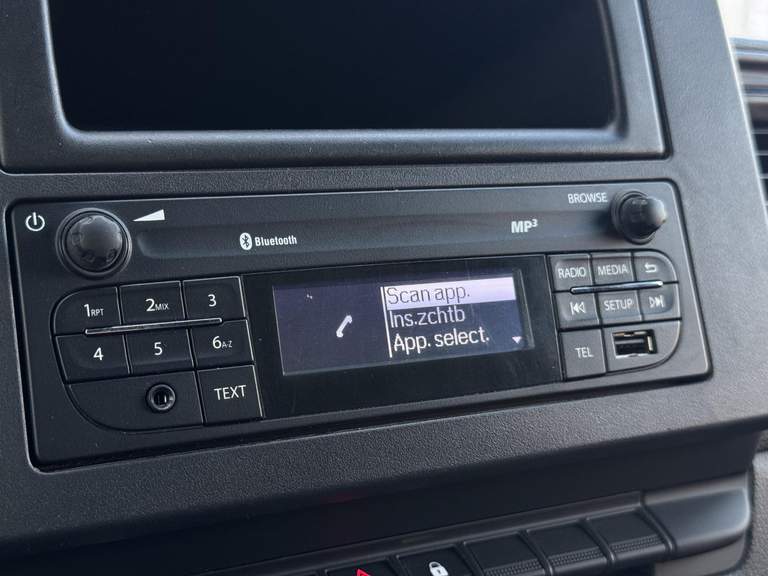 BROWSE
Bluetooth
MP3
1RPT
2MIX
3
4
5
6A-Z
TEXT
Scan app.
Ins.zchtb
App. select.
RADIO
MEDIA
SETUP
TEL